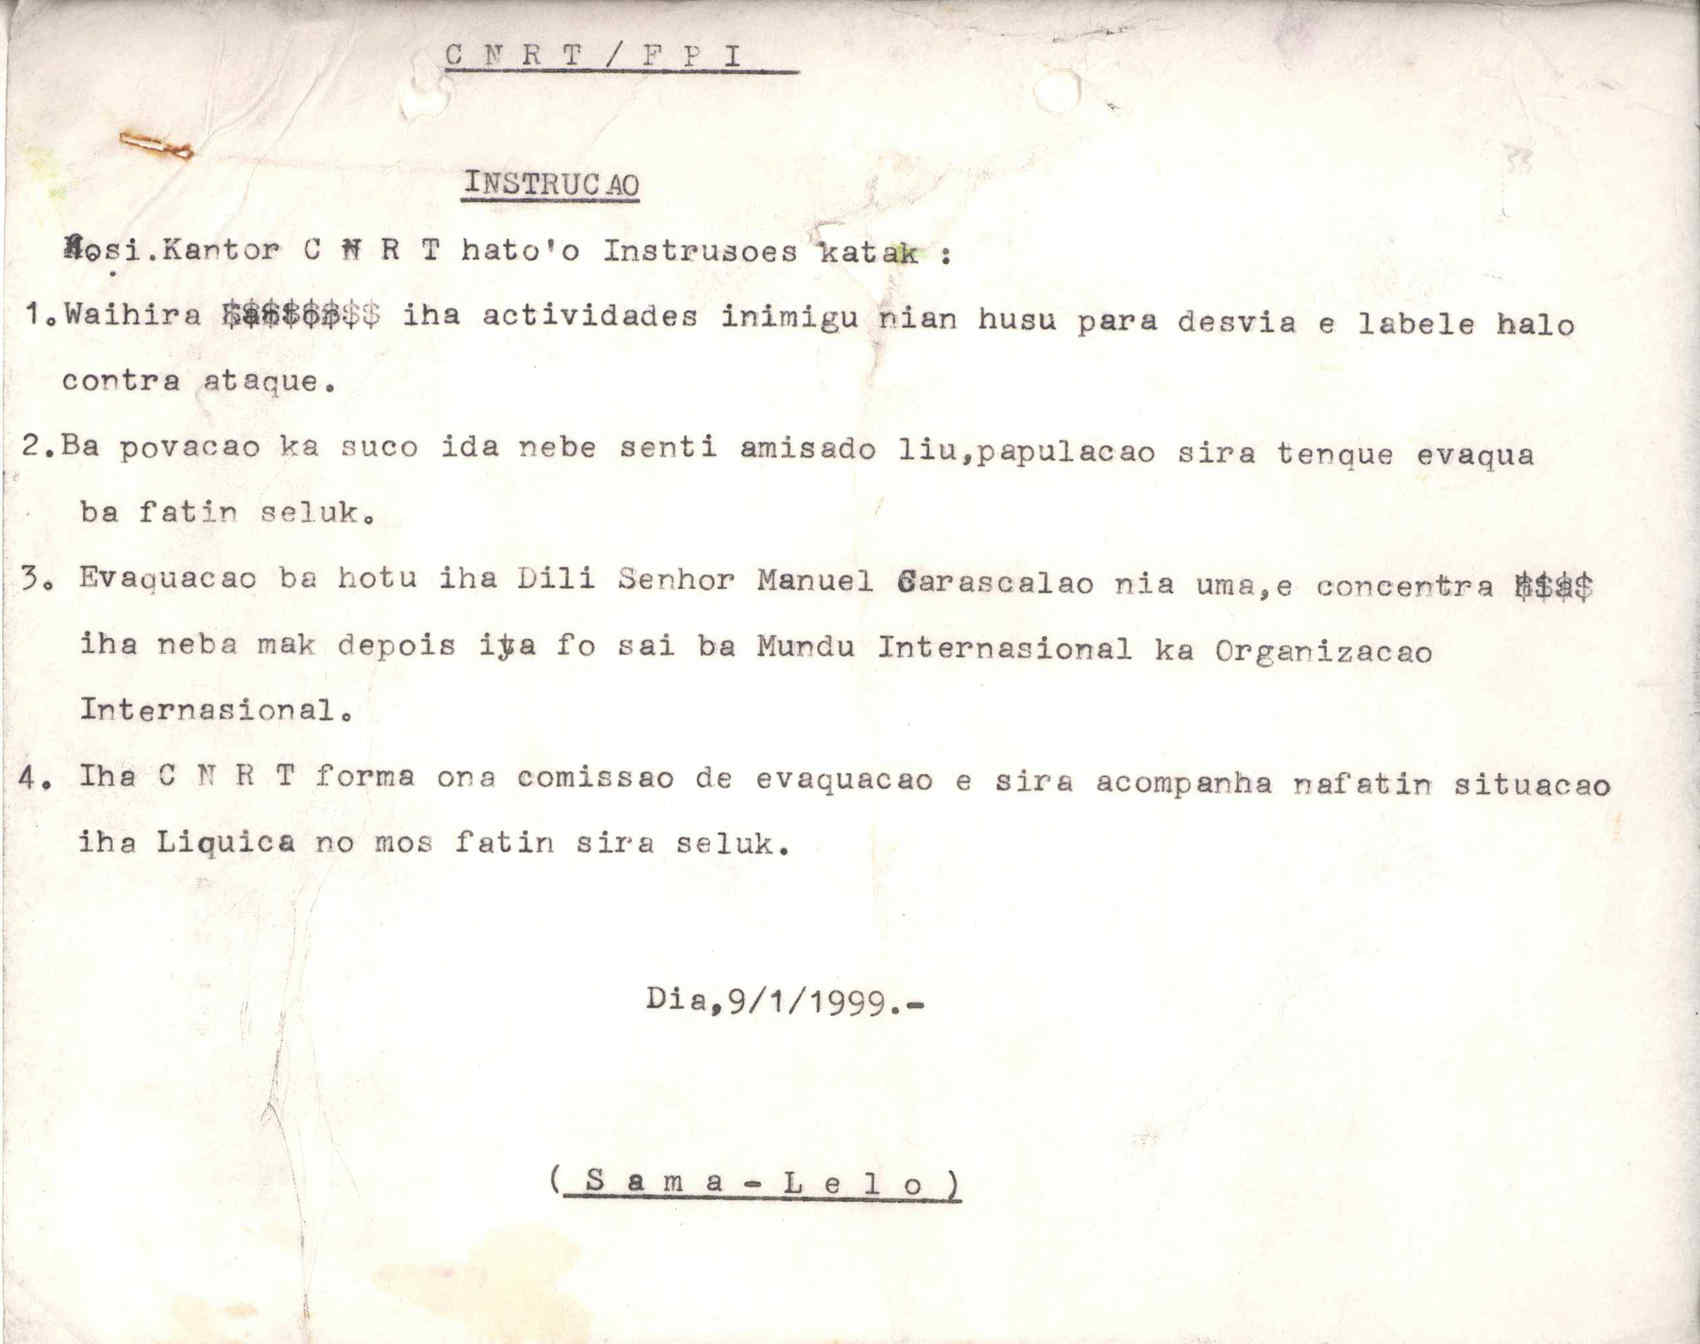 C N R T / F P I
INSTRUCAO
Hosi.Kantor C N R T hato'o Instrusoes katak :
1.Waihira iha actividades inimigu nian husu para desvia e labele halo
contra ataque.
2.Ba povacao ka suco ida nebe senti amisado liu,papulacao sira tenque evaqua
ba fatin seluk.
3. Evaquacao ba hotu iha Dili Senhor Manuel Carascalao nia uma,e concentra
iha neba mak depois ita fo sai ba Mundu Internasional ka Organizacao
Internasional.
4. Iha C N R T forma ona comissao de evaquacao e sira acompanha nafatin situacao
iha Liquica no mos fatin sira seluk.
Dia,9/1/1999.-
( S a m a - L e l o )